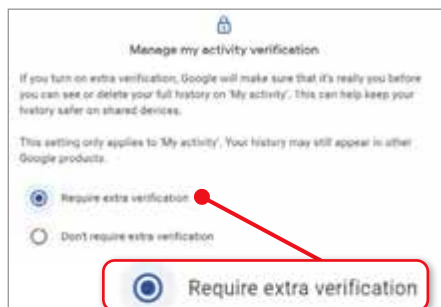 Manage my activity verification
If you turn on extra verification, Google will make sure that it's really you before
you can see or delete your full history on 'My activity'. This can help keep your
history safer on shared devices.
This setting only applies to 'My activity'. Your history may still appear in other
Google products.
Require extra verification
Don't require extra verification
Require extra verification